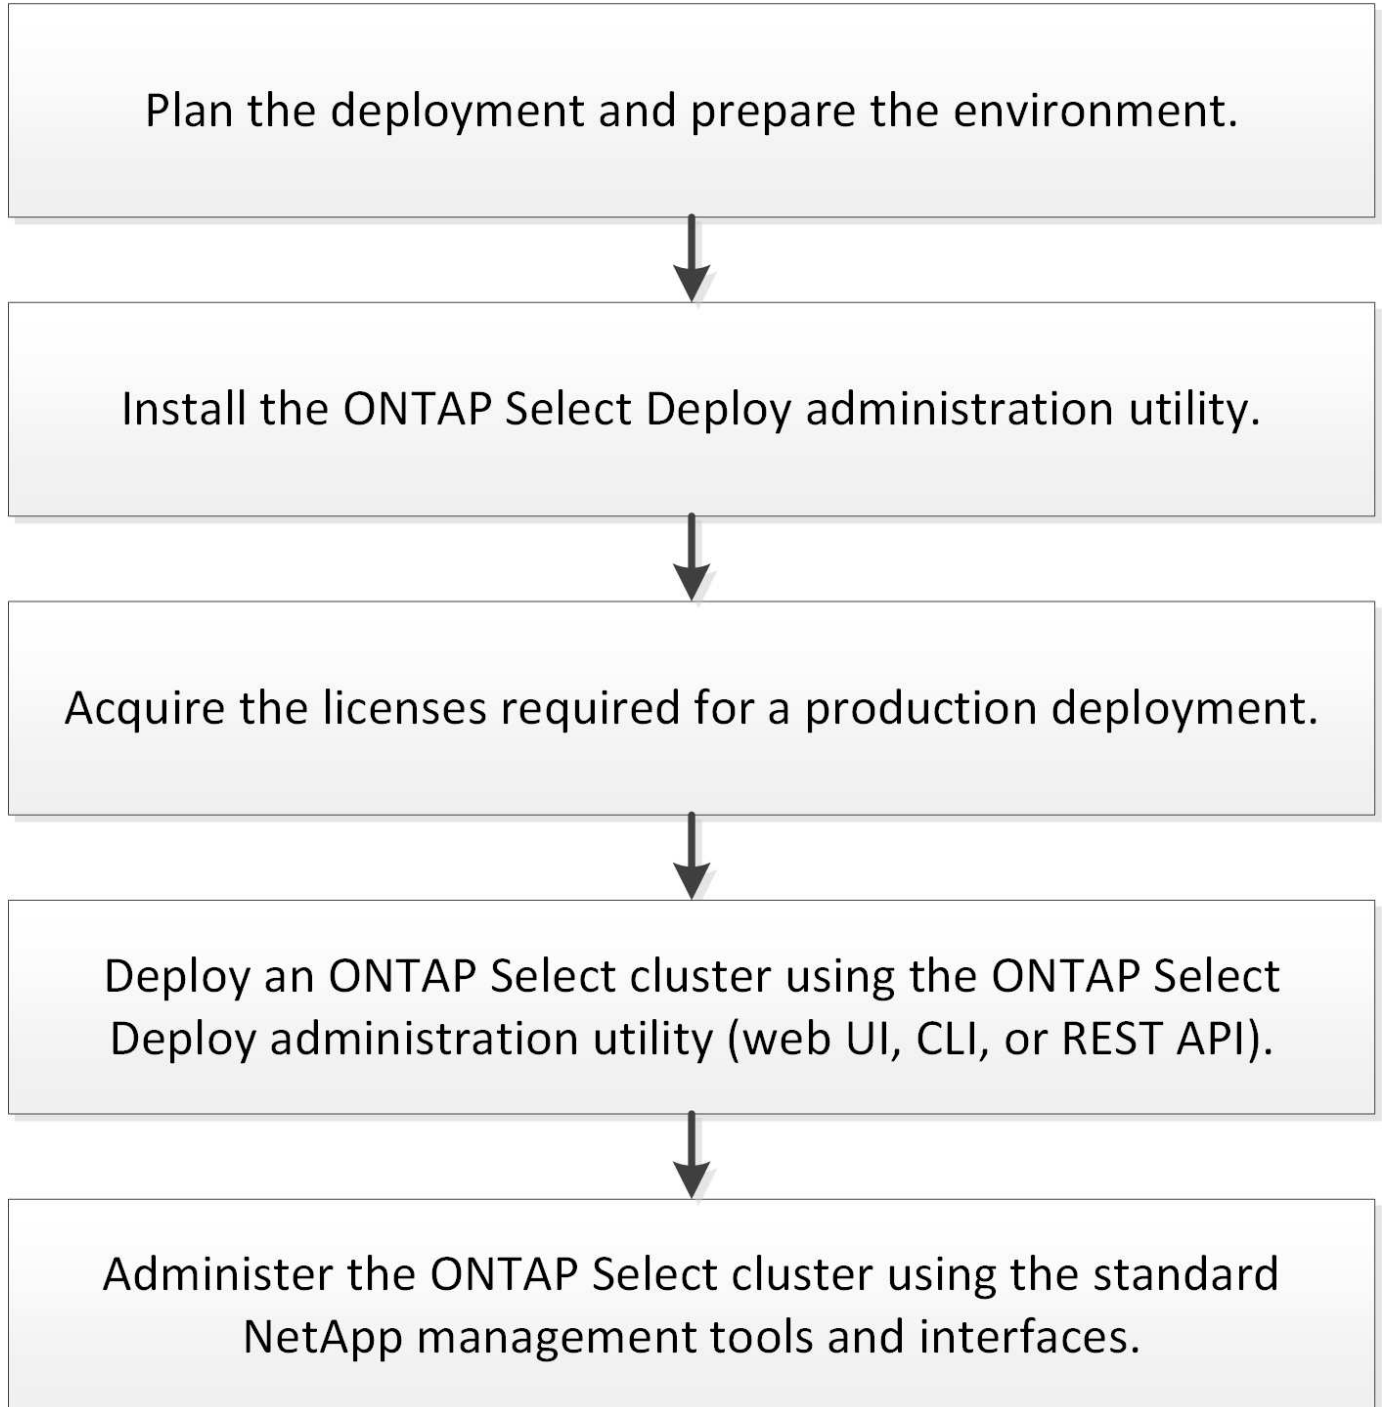 Plan the deployment and prepare the environment.
Install the ONTAP Select Deploy administration utility.
Acquire the licenses required for a production deployment.
Deploy an ONTAP Select cluster using the ONTAP Select
Deploy administration utility (web UI, CLI, or REST API).
Administer the ONTAP Select cluster using the standard
NetApp management tools and interfaces.